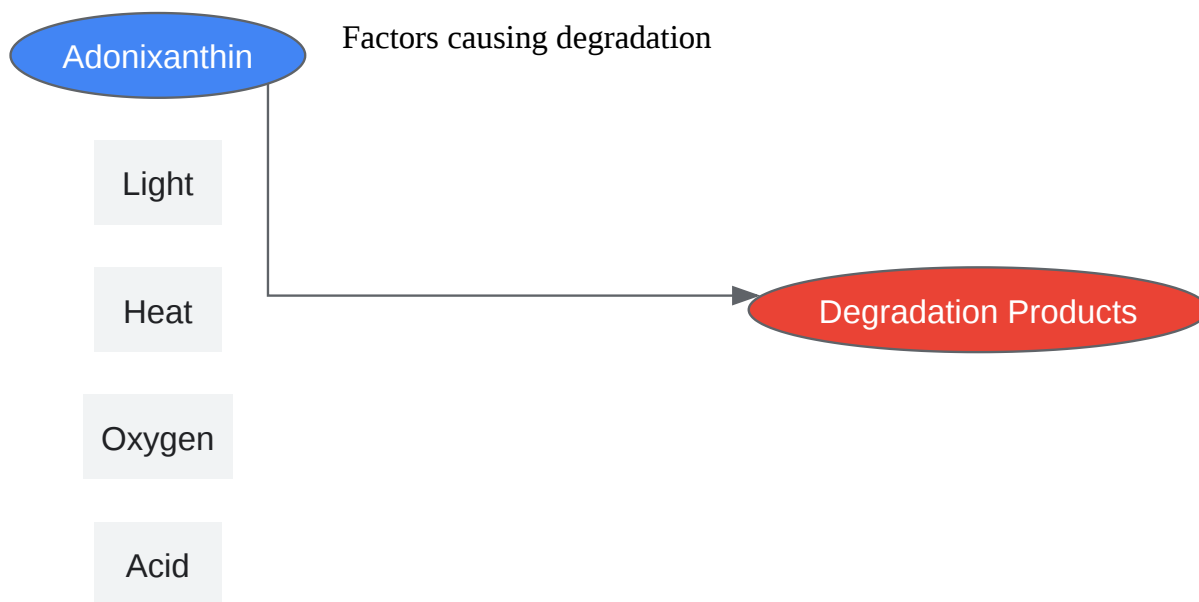 Adonixanthin
Factors causing degradation
Light
Heat
Degradation Products
Oxygen
Acid